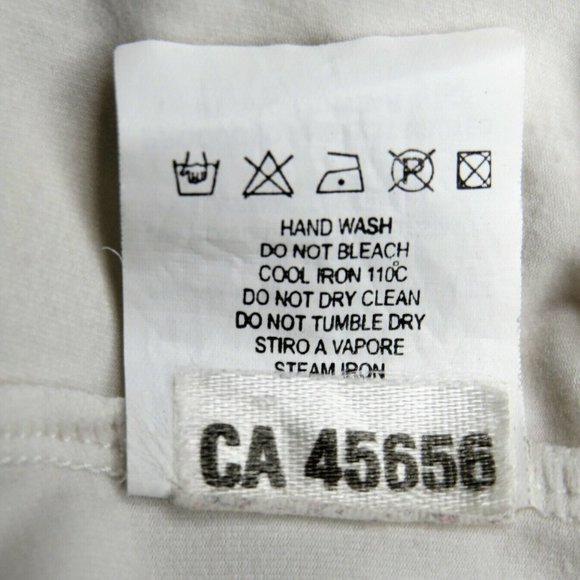 HAND WASH
DO NOT BLEACH
COOL IRON 110°C
DO NOT DRY CLEAN
DO NOT TUMBLE DRY
STIRO A VAPORE
STEAM IRON
CA 45656